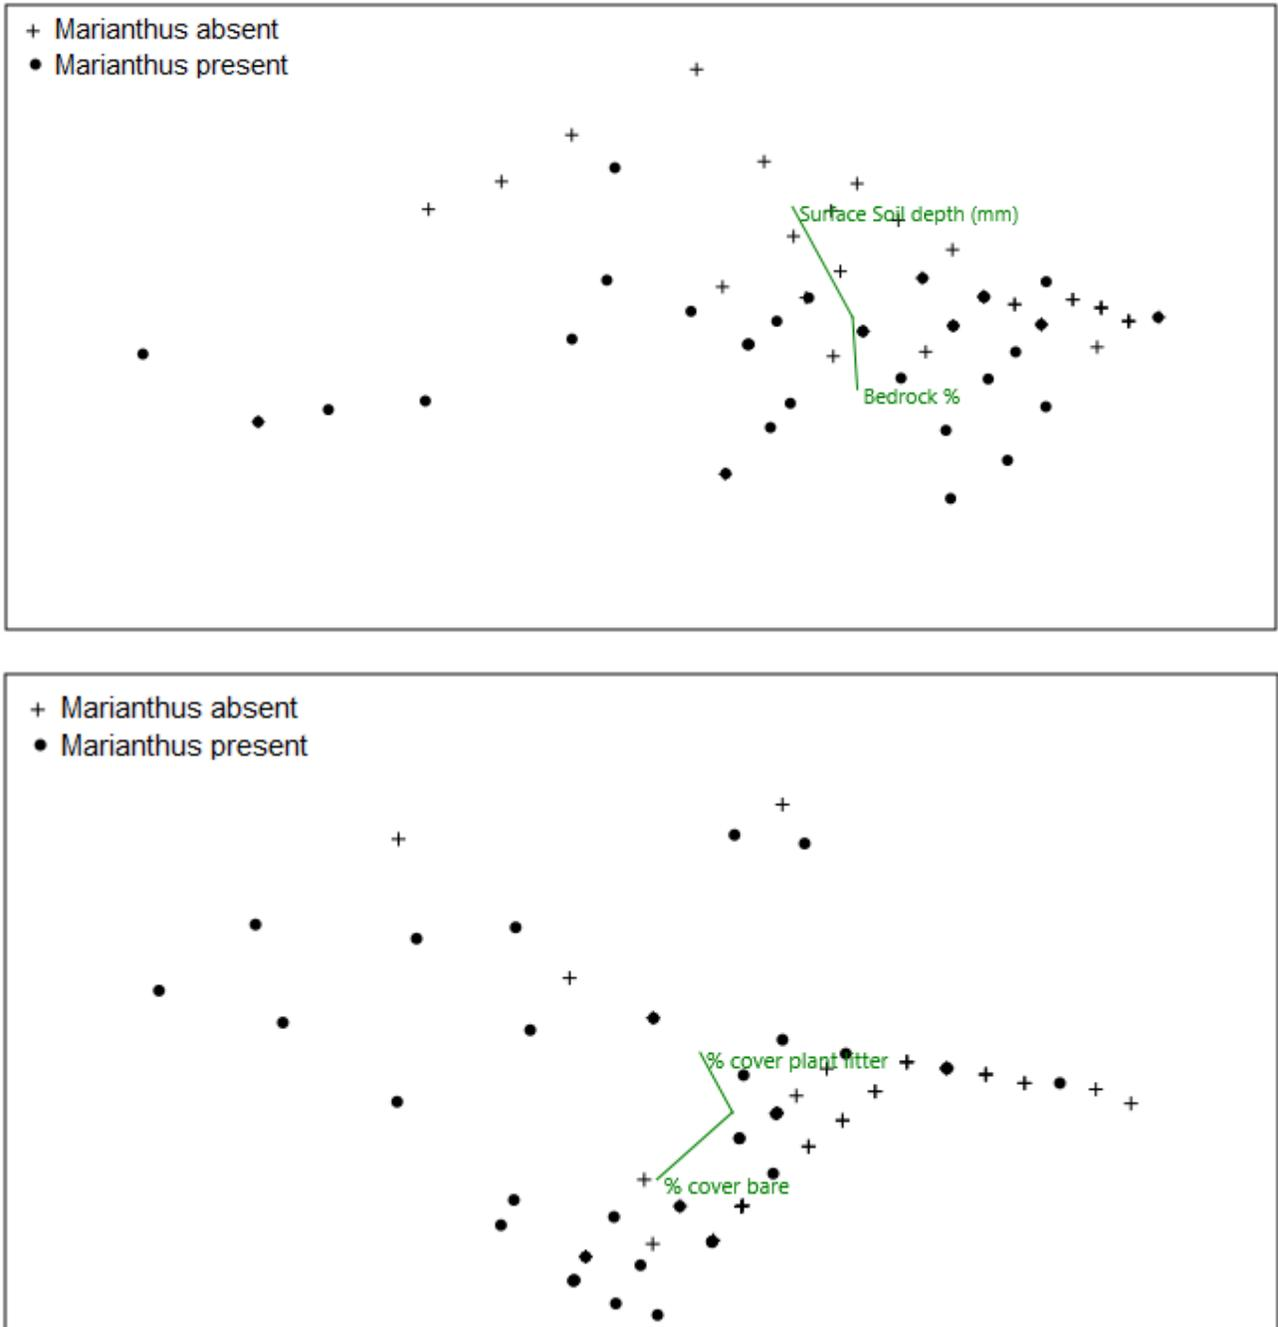 Marianthus absent
Marianthus present
Surface Soil depth (mm)
Bedrock %
Marianthus absent
Marianthus present
% cover plant litter
% cover bare